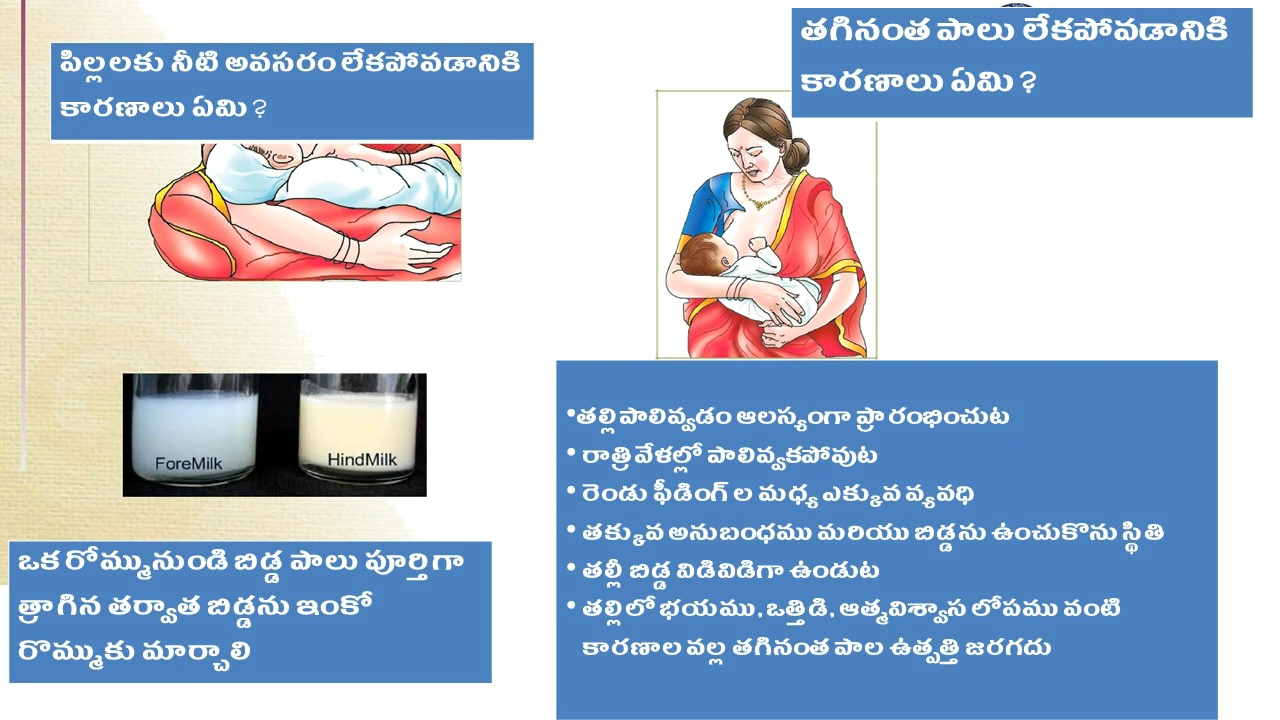 పిల్లలకు నీటి అవసరం లేకపోవడానికి
కారణాలు ఏమి ?
ForeMilk
HindMilk
ఒక రోమ్మునుండి బిడ్డ పాలు పూర్తిగా
త్రాగిన తర్వాత బిడ్డను ఇంకో
రొమ్ముకు మార్చాలి
తగినంత పాలు లేకపోవడానికి
కారణాలు ఏమి ?
•తల్లిపాలివ్వడం ఆలస్యంగా ప్రారంభించుట
• రాత్రివేళల్లో పాలివ్వకపోవుట
• రెండు ఫీడింగ్ ల మధ్య ఎక్కువ వ్యవధి
• తక్కువ అనుబంధము మరియు బిడ్డను ఉంచుకొను స్థితి
• తల్లీ బిడ్డ విడివిడిగా ఉండుట
• తల్లిలో భయము, ఒత్తిడి, ఆత్మవిశ్వాస లోపము వంటి
కారణాల వల్ల తగినంత పాల ఉత్పత్తి జరగదు